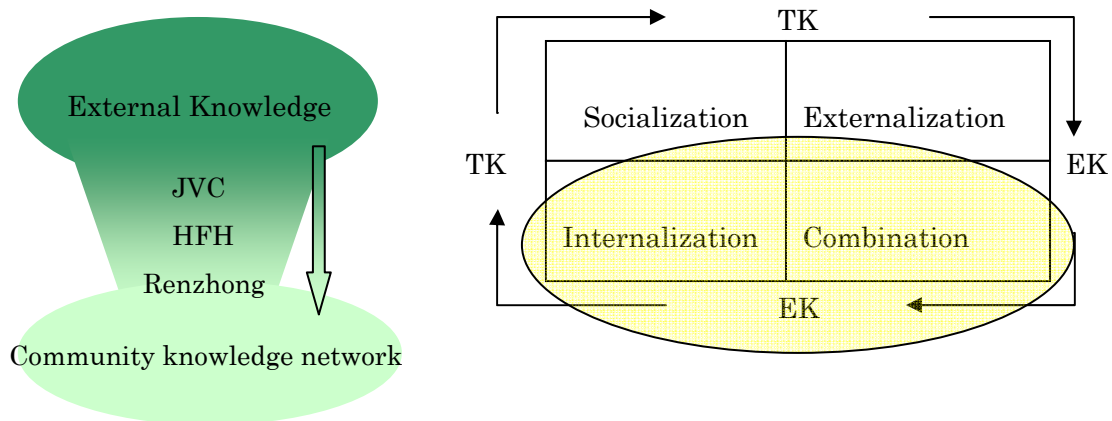 External Knowledge
JVC
HFH
Renzhong
Community knowledge network
TK
Socialization
Externalization
TK
EK
Internalization
Combination
EK